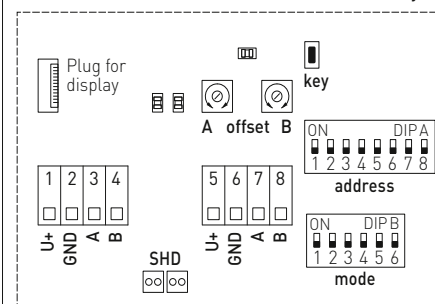 Plug for
display
key
A offset B
ON DIP A
1 2 3 4 5 6 7 8
address
1 2 3 4
U+ GND A B
5 6 7 8
U+ GND A B
SHD
ON DIP B
1 2 3 4 5 6
mode